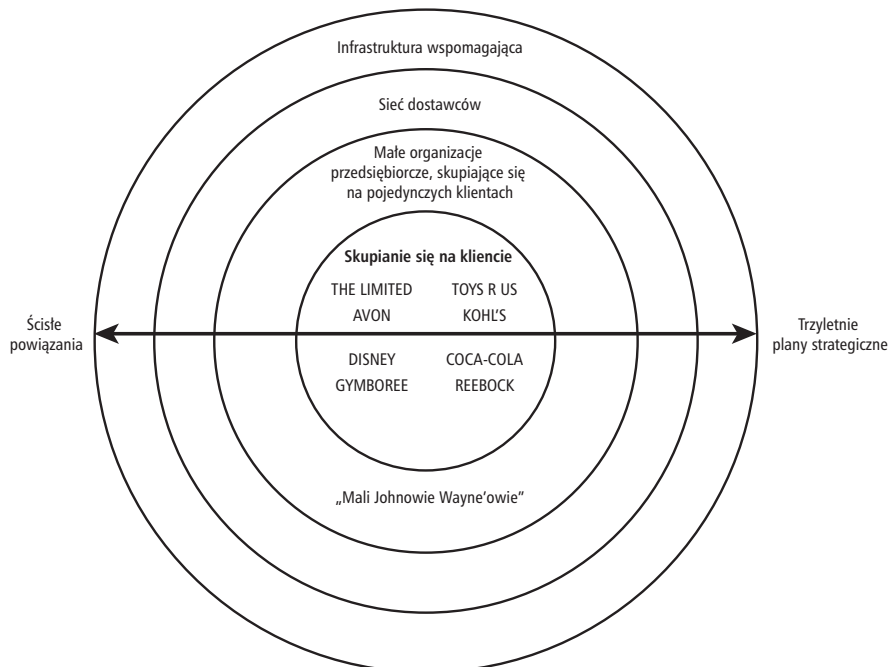 Infrastruktura wspomagająca
Sieć dostawców
Małe organizacje
przedsiębiorcze, skupiające się
na pojedynczych klientach
Skupianie się na kliencie
THE LIMITED
TOYS R US
AVON
KOHL'S
Ścisłe
powiązania
Trzyletnie
plany strategiczne
DISNEY
COCA-COLA
GYMBOREE
REEBOCK
„Mali Johnowie Wayne'owie"